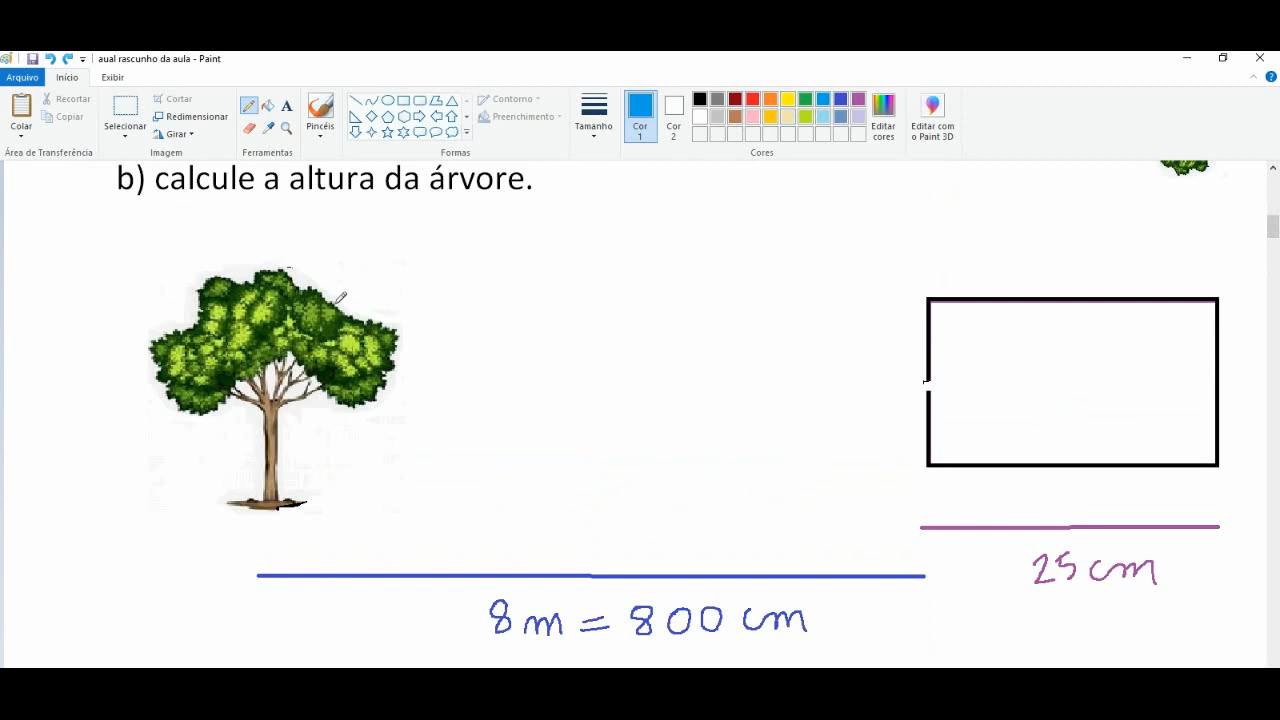 aual rascunho da aula - Paint
Arquivo Início Exibir
Colar
Recortar
Copiar
Área de Transferência
Selecionar
Cortar
Redimensionar
Girar
Imagem
A
Ferramentas
Pincéis
Contorno
Preenchimento
Formas
Tamanho
Cor 1
Cor 2
Editar cores
Cores
Editar com o Paint 3D
b) calcule a altura da árvore.
25 cm
8 m = 800 cm